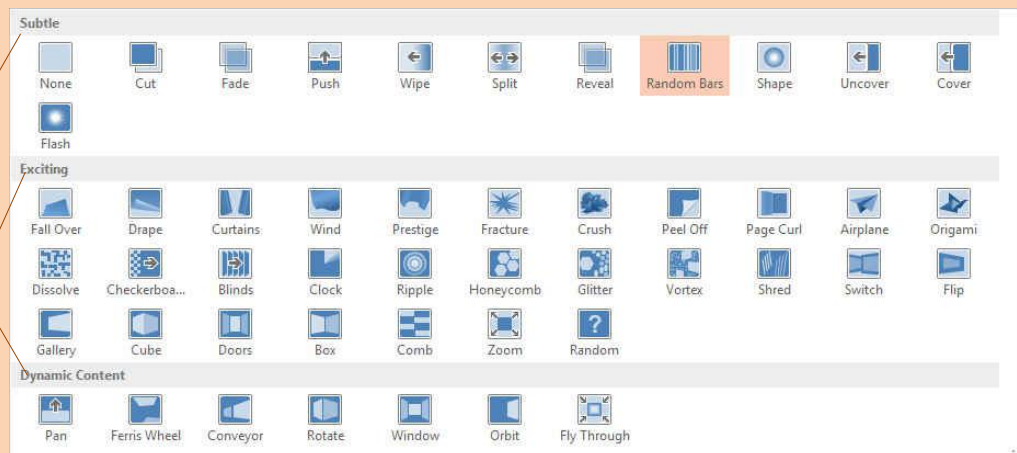 Subtle
None Cut Fade Push Wipe Split Reveal Random Bars Shape Uncover Cover
Flash
Exciting
Fall Over Drape Curtains Wind Prestige Fracture Crush Peel Off Page Curl Airplane Origami
Dissolve Checkerboa... Blinds Clock Ripple Honeycomb Glitter Vortex Shred Switch Flip
Gallery Cube Doors Box Comb Zoom ? Random
Dynamic Content
Pan Ferris Wheel Conveyor Rotate Window Orbit Fly Through